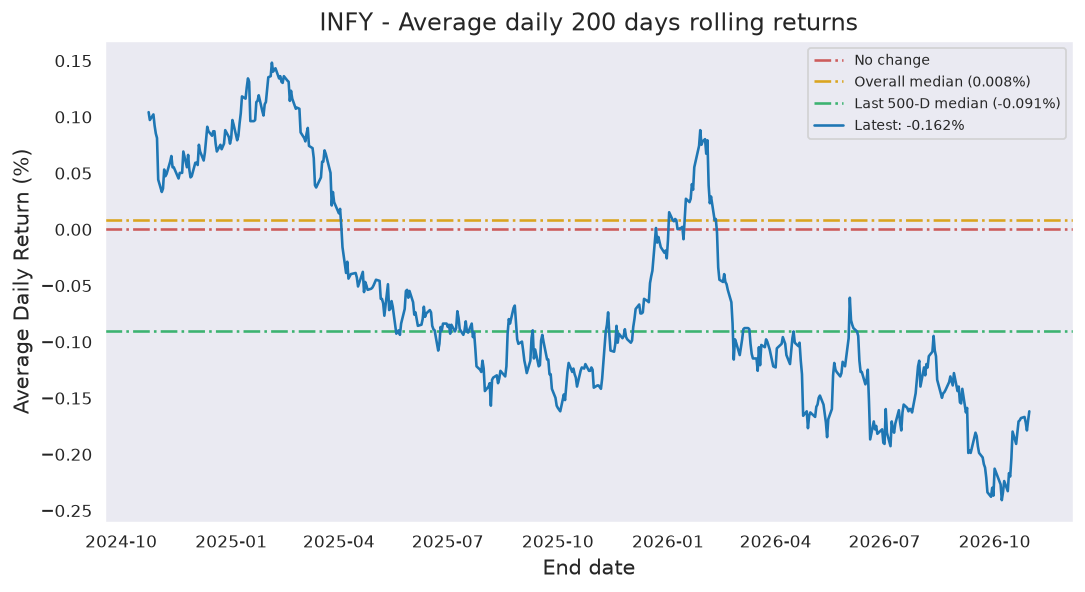 INFY - Average daily 200 days rolling returns
No change
Overall median (0.008%)
Last 500-D median (-0.091%)
Latest: -0.162%
Average Daily Return (%)
0.15
0.10
0.05
0.00
−0.05
−0.10
−0.15
−0.20
−0.25
2024-10 2025-01 2025-04 2025-07 2025-10 2026-01 2026-04 2026-07 2026-10
End date